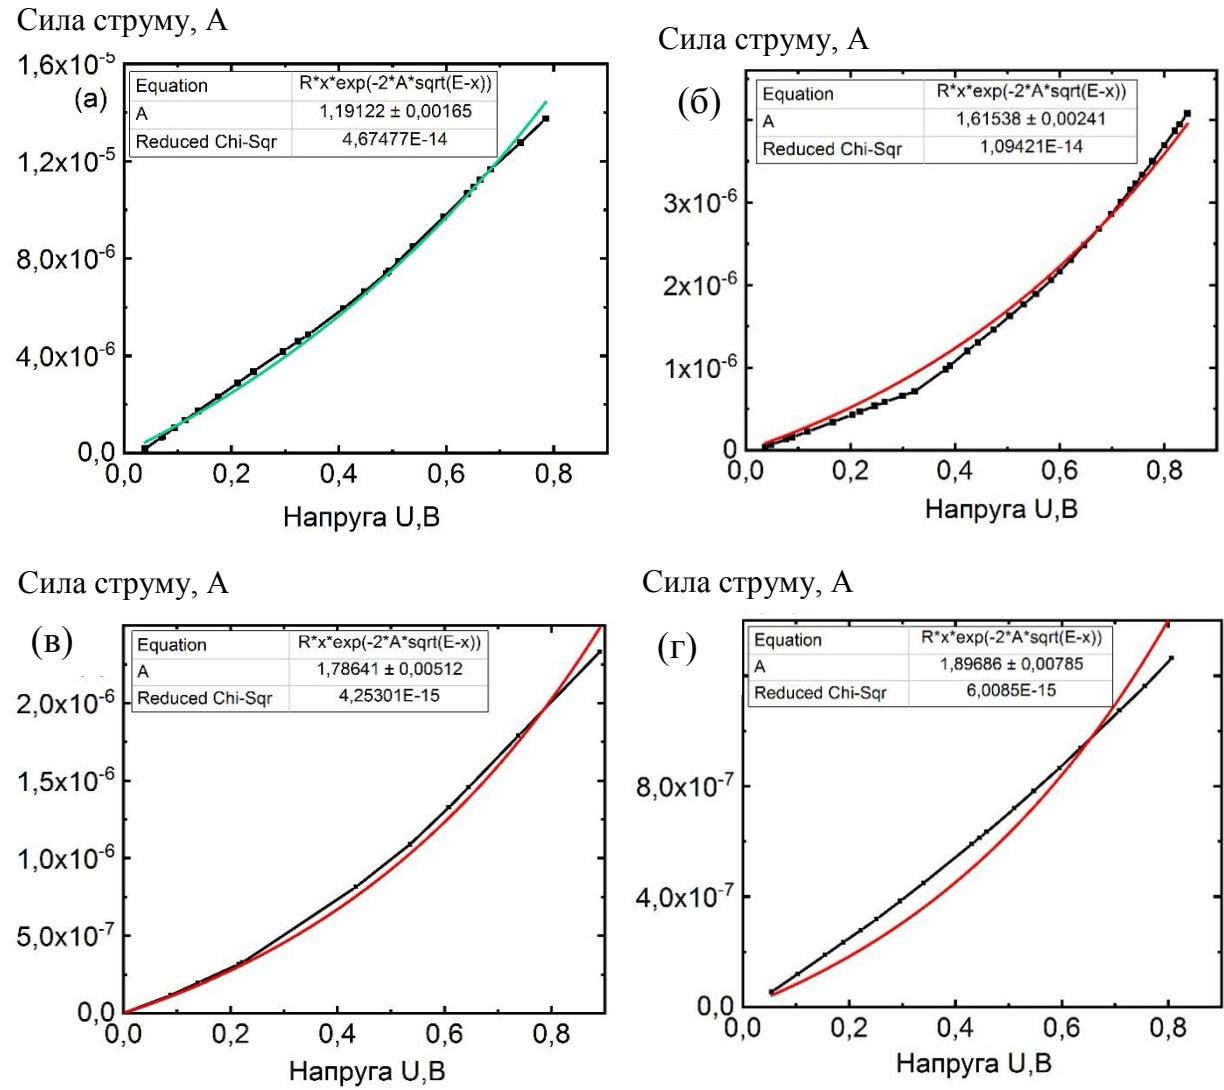 Сила струму, А
1,6x10⁻⁵
(а)
Equation R*x*exp(-2*A*sqrt(E-x))
A 1,19122 ± 0,00165
Reduced Chi-Sqr 4,67477E-14
1,2x10⁻⁵
8,0x10⁻⁶
4,0x10⁻⁶
0,0
0,0 0,2 0,4 0,6 0,8
Напруга U,В
Сила струму, А
(б)
Equation R*x*exp(-2*A*sqrt(E-x))
A 1,61538 ± 0,00241
Reduced Chi-Sqr 1,09421E-14
3x10⁻⁶
2x10⁻⁶
1x10⁻⁶
0
0,0 0,2 0,4 0,6 0,8
Напруга U,В
Сила струму, А
(в)
Equation R*x*exp(-2*A*sqrt(E-x))
A 1,78641 ± 0,00512
Reduced Chi-Sqr 4,25301E-15
2,0x10⁻⁶
1,5x10⁻⁶
1,0x10⁻⁶
5,0x10⁻⁷
0,0
0,0 0,2 0,4 0,6 0,8
Напруга U,В
Сила струму, А
(г)
Equation R*x*exp(-2*A*sqrt(E-x))
A 1,89686 ± 0,00785
Reduced Chi-Sqr 6,0085E-15
8,0x10⁻⁷
4,0x10⁻⁷
0,0
0,0 0,2 0,4 0,6 0,8
Напруга U,В